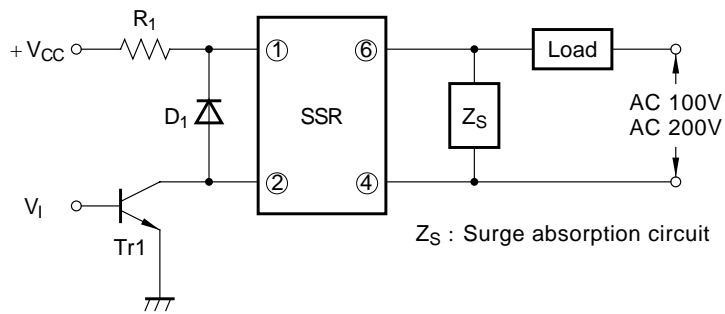 R1
+ VCC
① ⑥
Load
D1
SSR
ZS
AC 100V
AC 200V
② ④
VI
Tr1
ZS : Surge absorption circuit